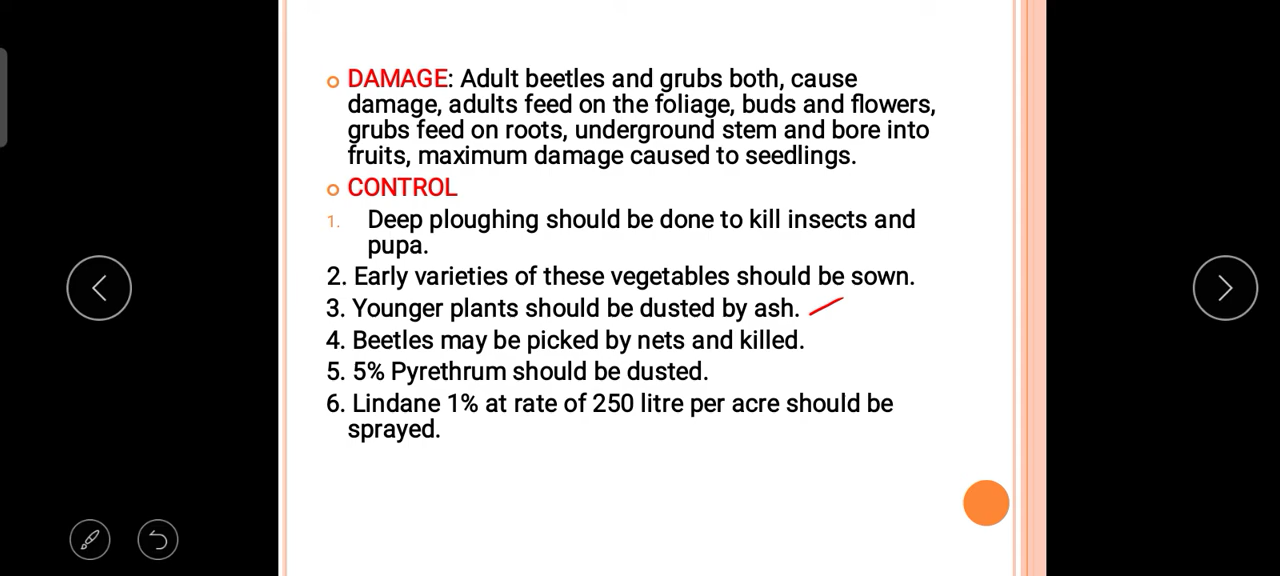 DAMAGE: Adult beetles and grubs both, cause
damage, adults feed on the foliage, buds and flowers,
grubs feed on roots, underground stem and bore into
fruits, maximum damage caused to seedlings.
CONTROL
1. Deep ploughing should be done to kill insects and
pupa.
2. Early varieties of these vegetables should be sown.
3. Younger plants should be dusted by ash.
4. Beetles may be picked by nets and killed.
5. 5% Pyrethrum should be dusted.
6. Lindane 1% at rate of 250 litre per acre should be
sprayed.